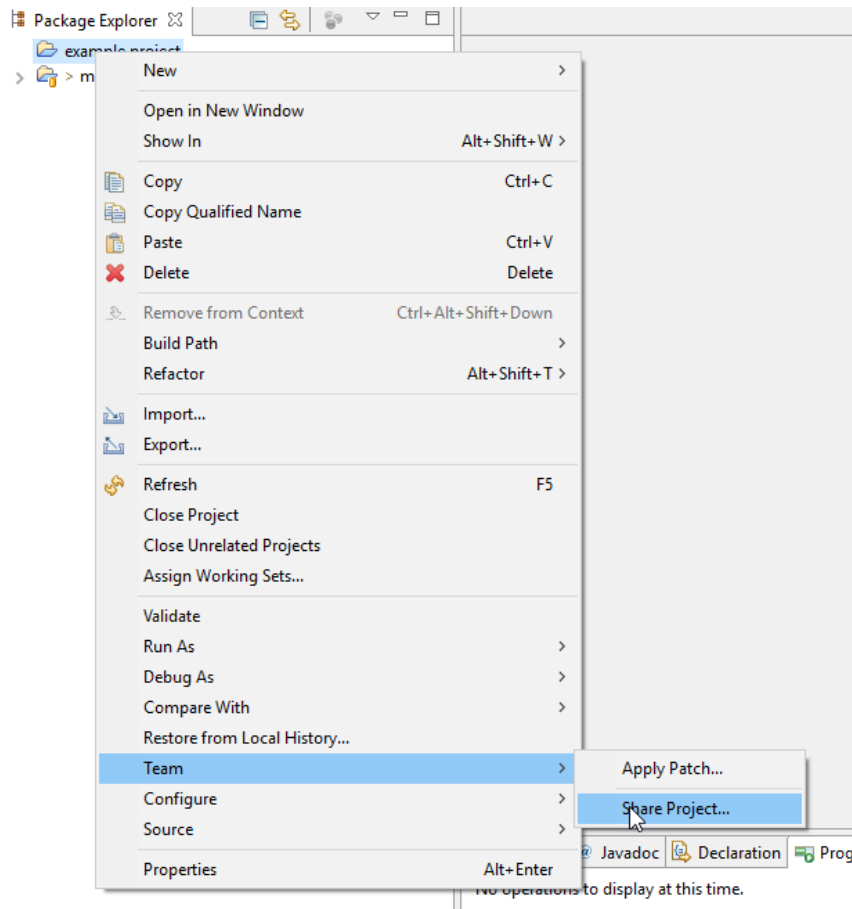 Package Explorer
example.project
> m
New
Open in New Window
Show In Alt+Shift+W >
Copy Ctrl+C
Copy Qualified Name
Paste Ctrl+V
Delete Delete
Remove from Context Ctrl+Alt+Shift+Down
Build Path
Refactor Alt+Shift+T >
Import...
Export...
Refresh F5
Close Project
Close Unrelated Projects
Assign Working Sets...
Validate
Run As
Debug As
Compare With
Restore from Local History...
Team
Apply Patch...
Configure
Share Project...
Source
@ Javadoc Declaration Prog
Properties Alt+Enter
No operations to display at this time.